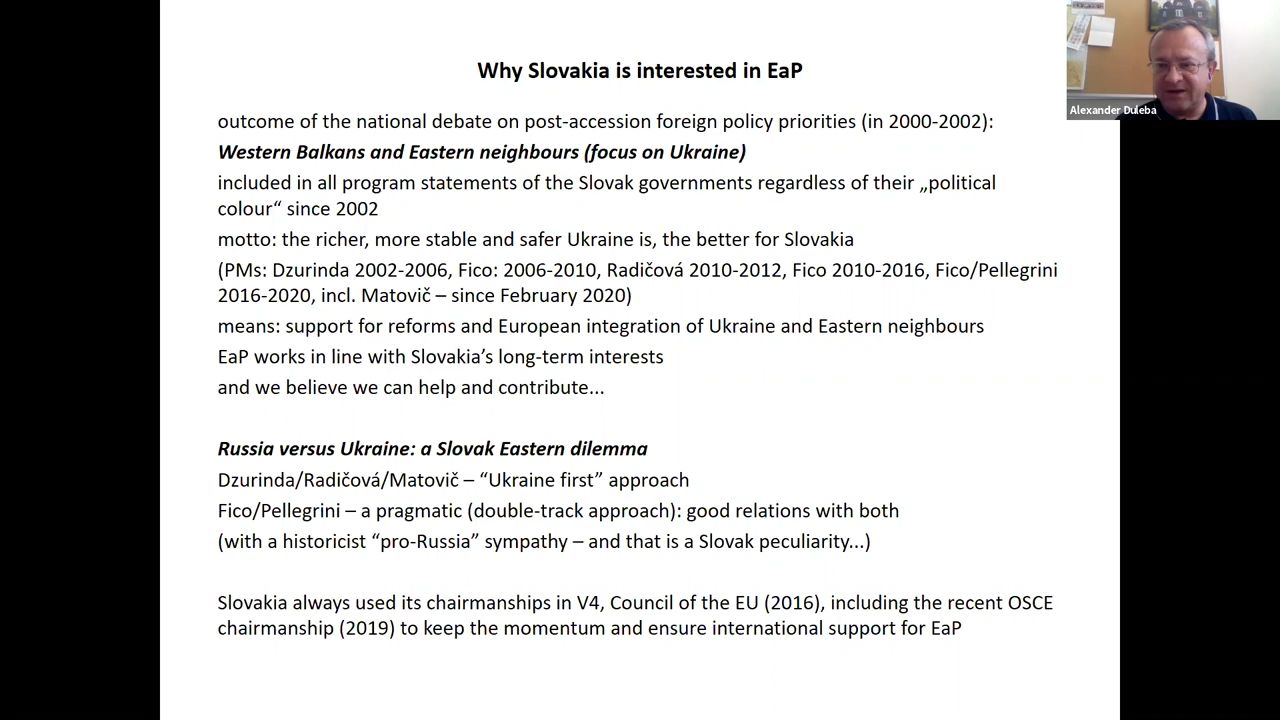 Why Slovakia is interested in EaP
outcome of the national debate on post-accession foreign policy priorities (in 2000-2002):
Western Balkans and Eastern neighbours (focus on Ukraine)
included in all program statements of the Slovak governments regardless of their „political
colour“ since 2002
motto: the richer, more stable and safer Ukraine is, the better for Slovakia
(PMs: Dzurinda 2002-2006, Fico: 2006-2010, Radičová 2010-2012, Fico 2010-2016, Fico/Pellegrini
2016-2020, incl. Matovič – since February 2020)
means: support for reforms and European integration of Ukraine and Eastern neighbours
EaP works in line with Slovakia’s long-term interests
and we believe we can help and contribute...
Russia versus Ukraine: a Slovak Eastern dilemma
Dzurinda/Radičová/Matovič – “Ukraine first” approach
Fico/Pellegrini – a pragmatic (double-track approach): good relations with both
(with a historicist “pro-Russia” sympathy – and that is a Slovak peculiarity...)
Slovakia always used its chairmanships in V4, Council of the EU (2016), including the recent OSCE
chairmanship (2019) to keep the momentum and ensure international support for EaP
Alexander Duleba